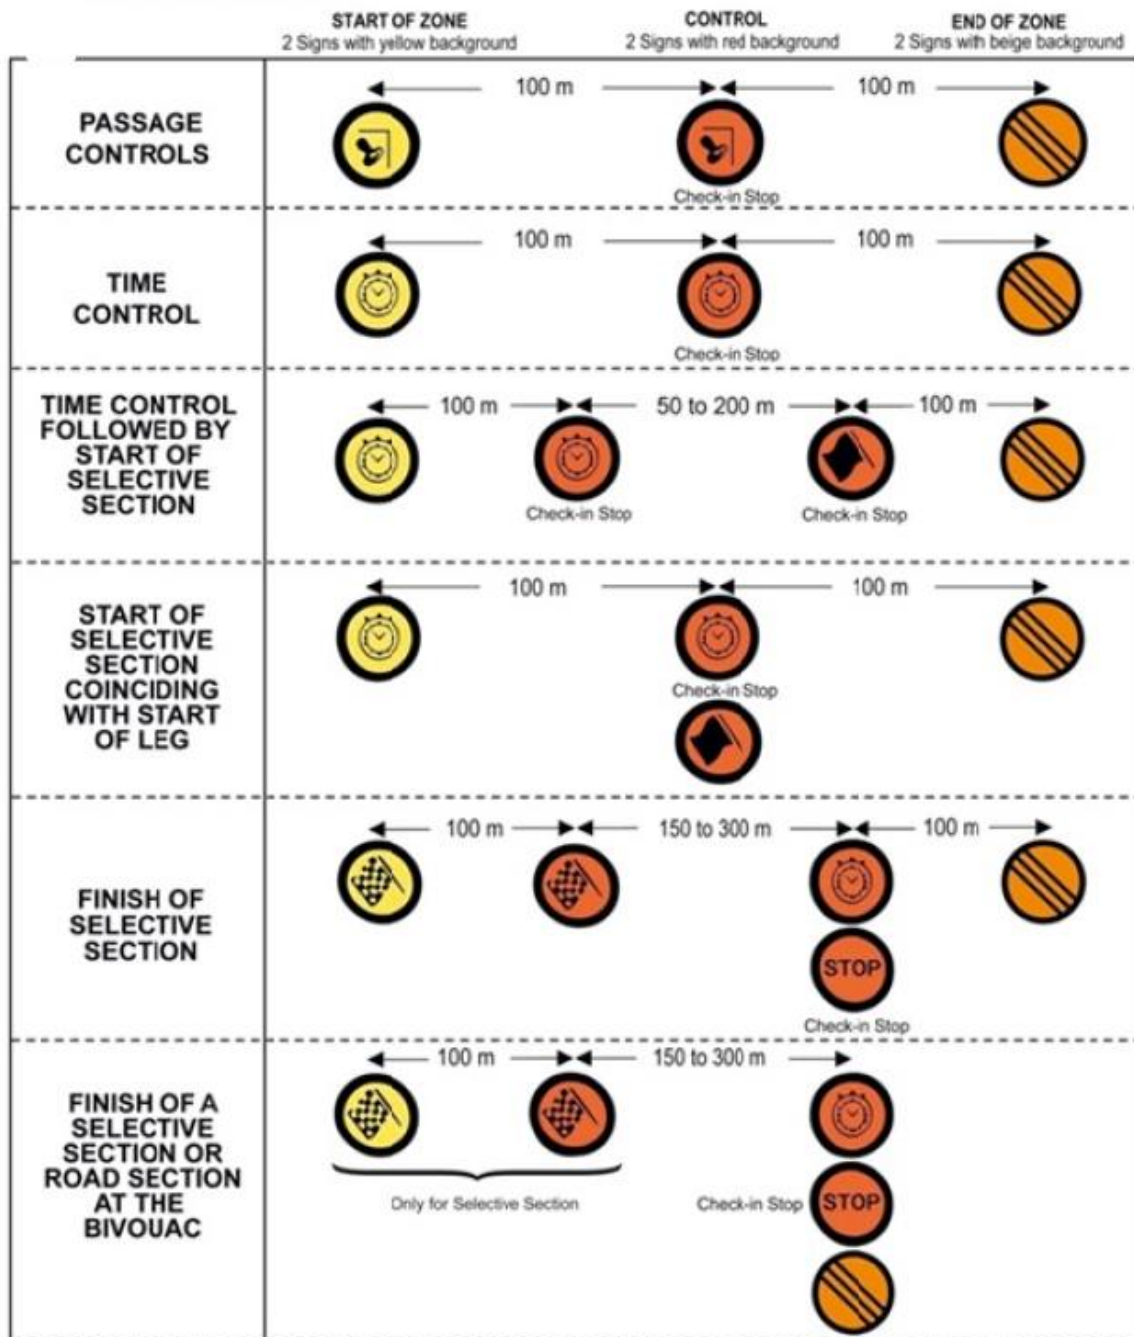 START OF ZONE
2 Signs with yellow background
CONTROL
2 Signs with red background
END OF ZONE
2 Signs with beige background
PASSAGE
CONTROLS
100 m
100 m
Check-in Stop
TIME
CONTROL
100 m
100 m
Check-in Stop
TIME CONTROL
FOLLOWED BY
START OF
SELECTIVE
SECTION
100 m
50 to 200 m
100 m
Check-in Stop
Check-in Stop
START OF
SELECTIVE
SECTION
COINCIDING
WITH START
OF LEG
100 m
100 m
Check-in Stop
FINISH OF
SELECTIVE
SECTION
100 m
150 to 300 m
100 m
STOP
Check-in Stop
FINISH OF A
SELECTIVE
SECTION OR
ROAD SECTION
AT THE
BIVOUAC
100 m
150 to 300 m
Only for Selective Section
Check-in Stop
STOP